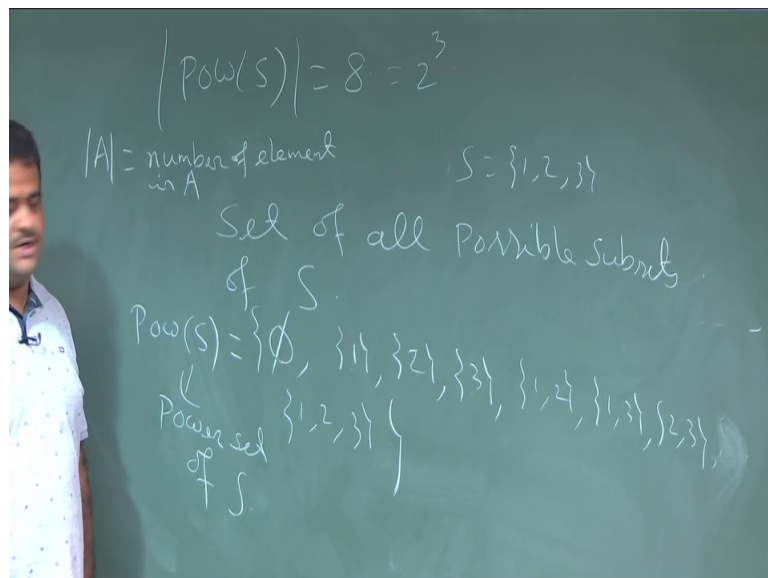 |Pow(S)| = 8 = 2³
|A| = number of element
in A
S = {1, 2, 3}
Set of all possible subsets
of S.
Pow(S) = {∅, {1}, {2}, {3}, {1, 2}, {1, 3}, {2, 3},
{1, 2, 3}}
Power set
of S.